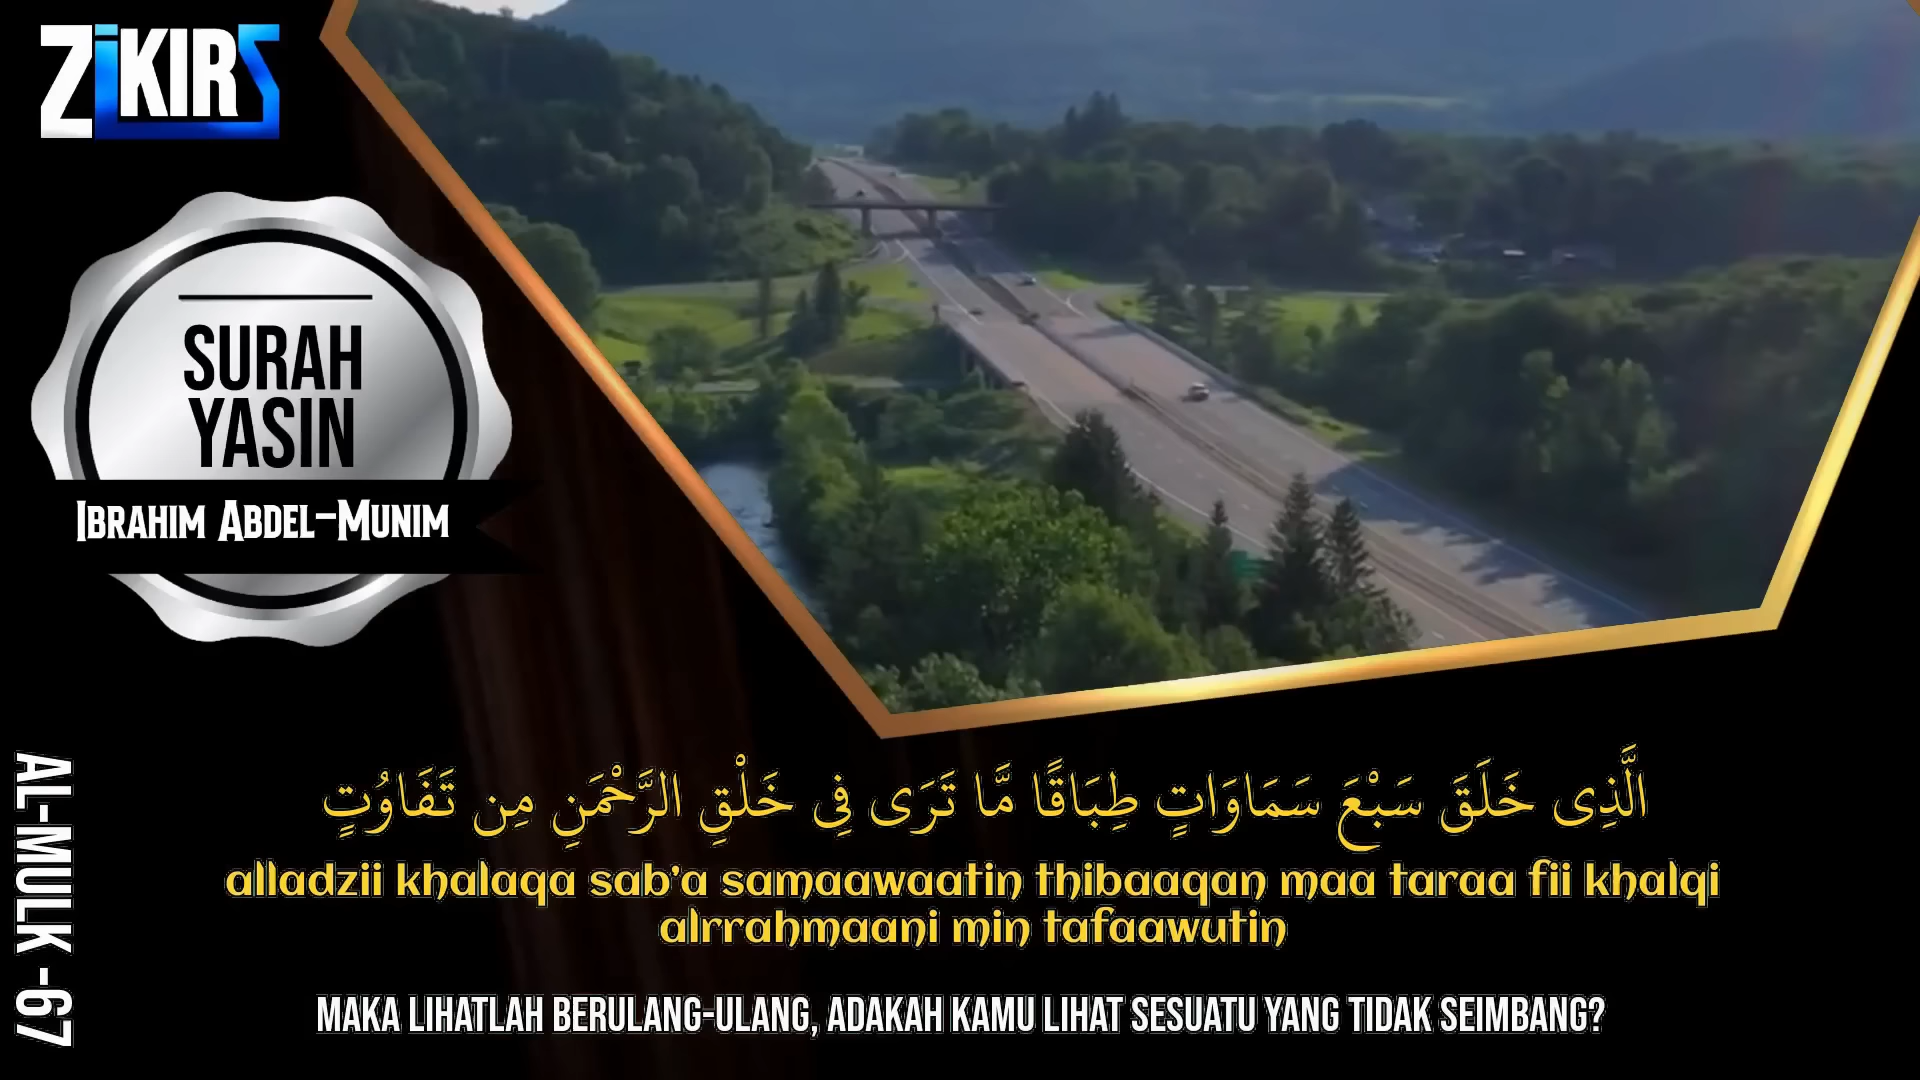 ZiKIRS
SURAH
YASIN
IBRAHIM ABDEL-MUNIM
AL-MULK -67
الَّذِى خَلَقَ سَبْعَ سَمَاوَاتٍ طِبَاقًا مَّا تَرَى فِى خَلْقِ الرَّحْمَنِ مِن تَفَاوُتٍ
alladzii khalaqa sab'a samaawaatin thibaaqan maa taraa fii khalqi
alrrahmaani min tafaawutin
MAKA LIHATLAH BERULANG-ULANG, ADAKAH KAMU LIHAT SESUATU YANG TIDAK SEIMBANG?